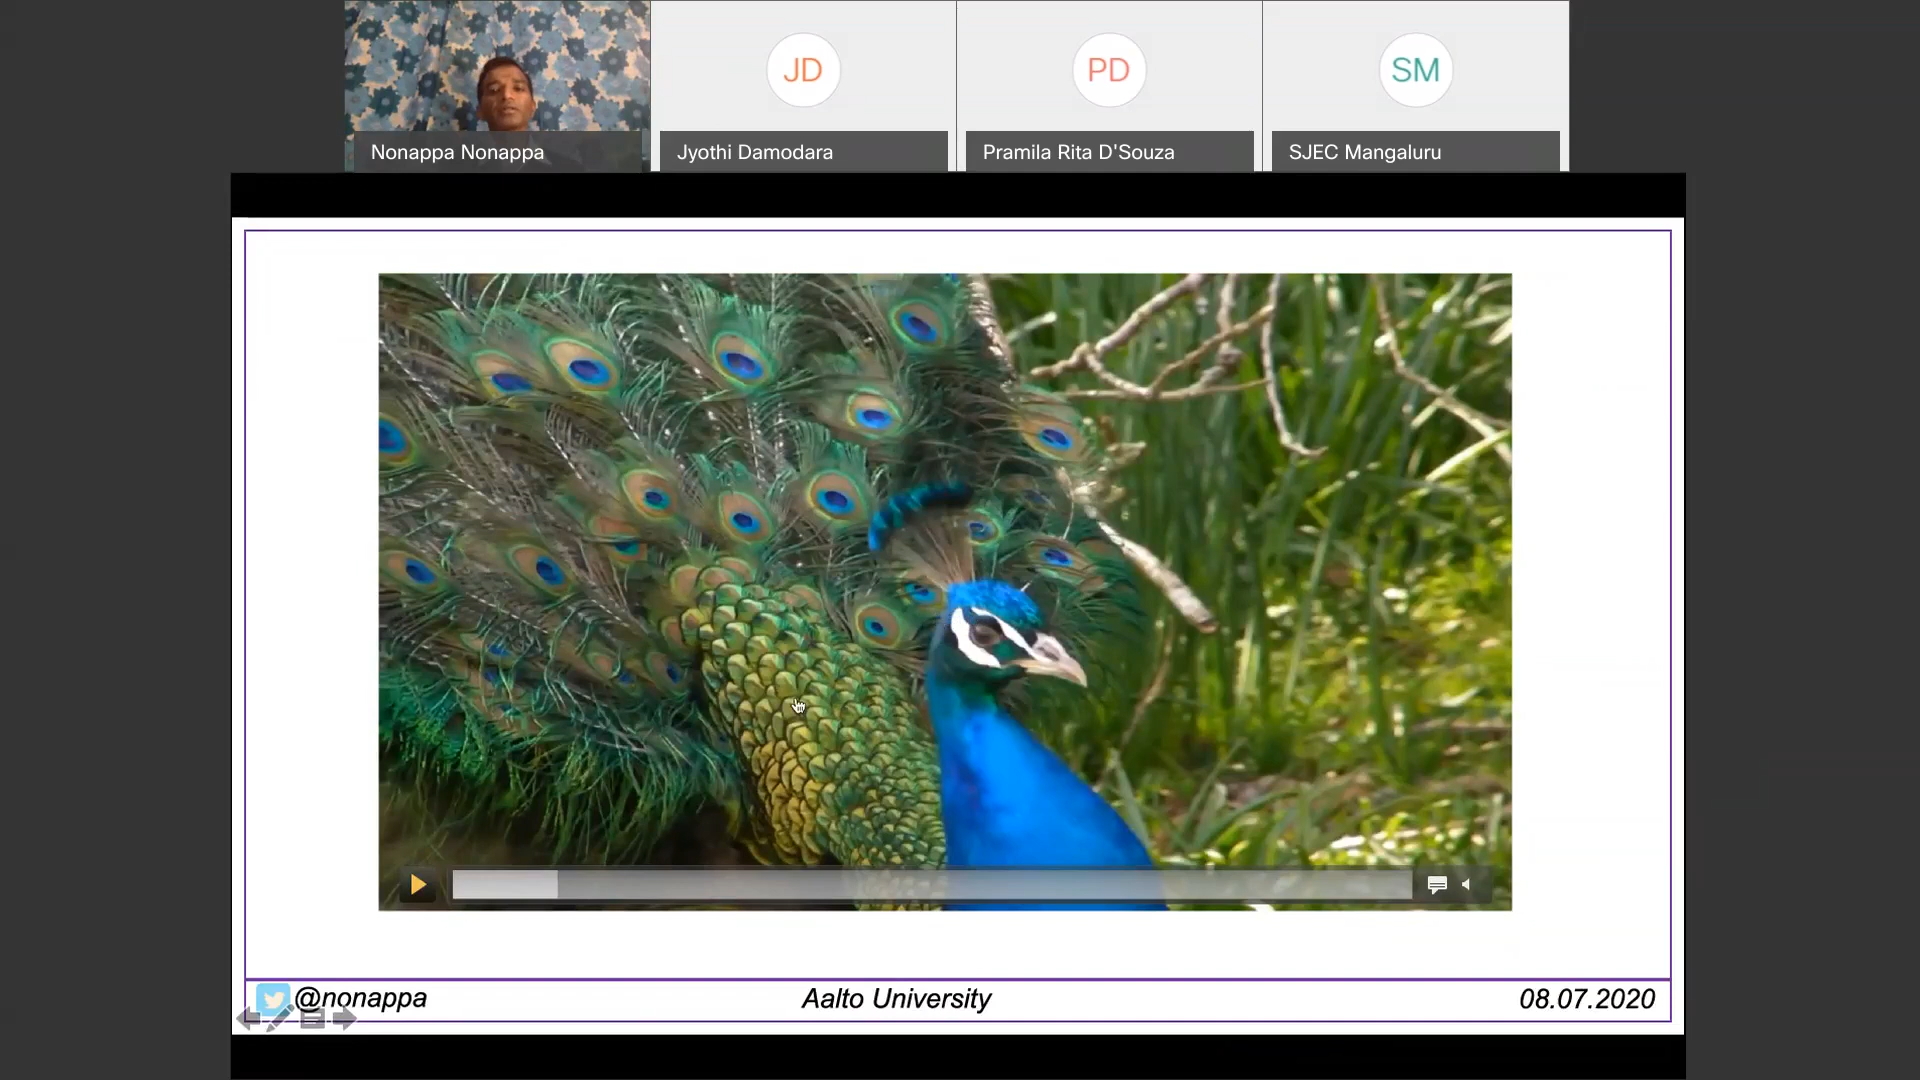 JD
PD
SM
Nonappa Nonappa
Jyothi Damodara
Pramila Rita D'Souza
SJEC Mangaluru
@nonappa
Aalto University
08.07.2020